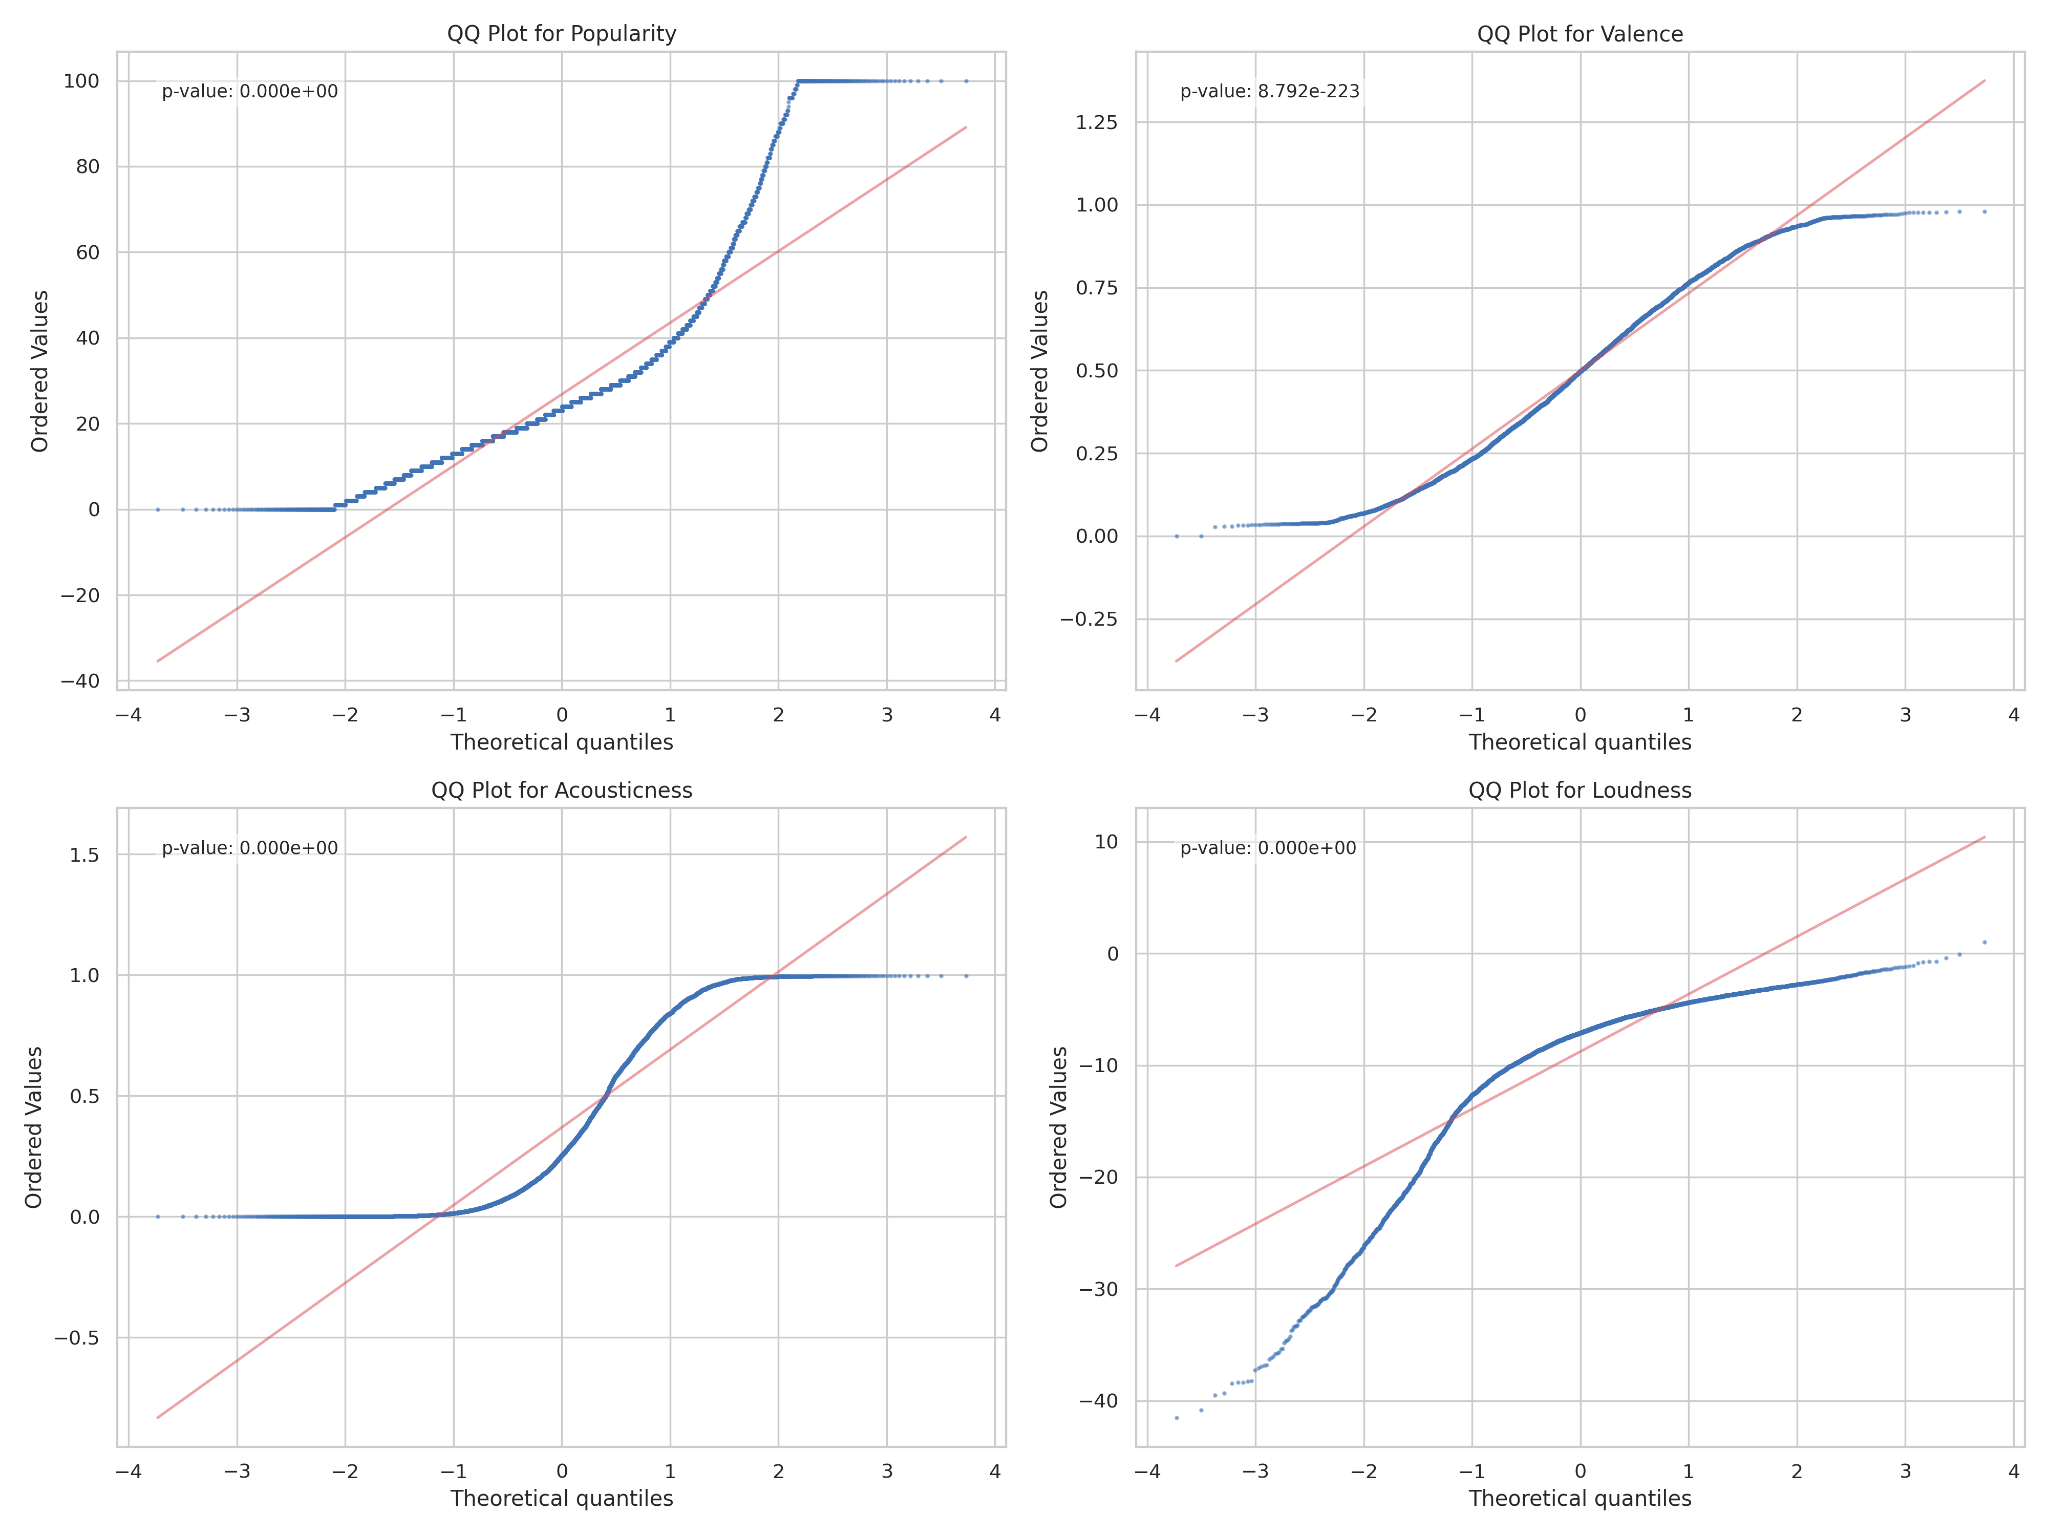 QQ Plot for Popularity
p-value: 0.000e+00
Ordered Values
100
80
60
40
20
0
−20
−40
−4 −3 −2 −1 0 1 2 3 4
Theoretical quantiles
QQ Plot for Valence
p-value: 8.792e-223
Ordered Values
1.25
1.00
0.75
0.50
0.25
0.00
−0.25
−4 −3 −2 −1 0 1 2 3 4
Theoretical quantiles
QQ Plot for Acousticness
p-value: 0.000e+00
Ordered Values
1.5
1.0
0.5
0.0
−0.5
−4 −3 −2 −1 0 1 2 3 4
Theoretical quantiles
QQ Plot for Loudness
p-value: 0.000e+00
Ordered Values
10
0
−10
−20
−30
−40
−4 −3 −2 −1 0 1 2 3 4
Theoretical quantiles